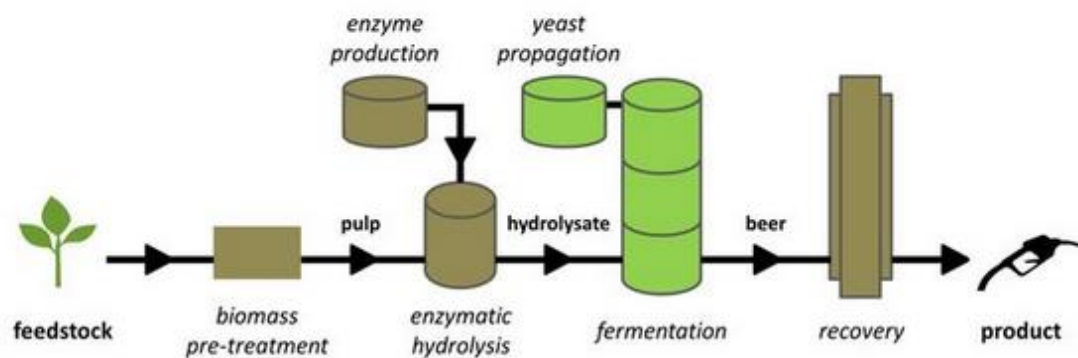 enzyme
production
yeast
propagation
pulp
hydrolysate
beer
feedstock
biomass
pre-treatment
enzymatic
hydrolysis
fermentation
recovery
product